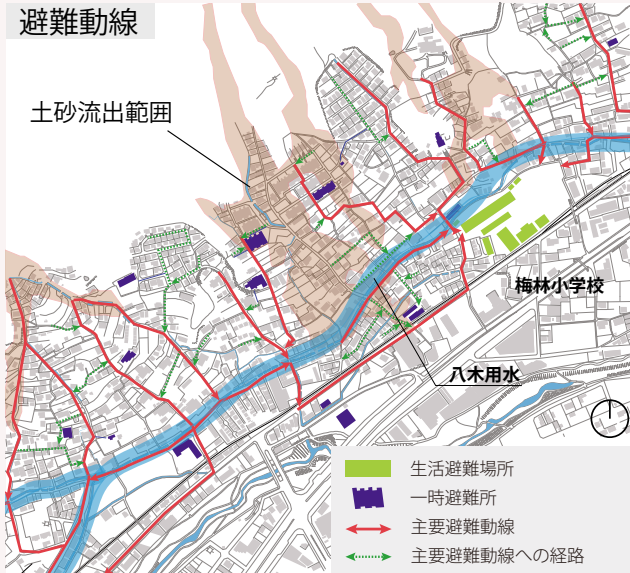 避難動線
土砂流出範囲
梅林小学校
八木用水
生活避難場所
一時避難所
主要避難動線
主要避難動線への経路